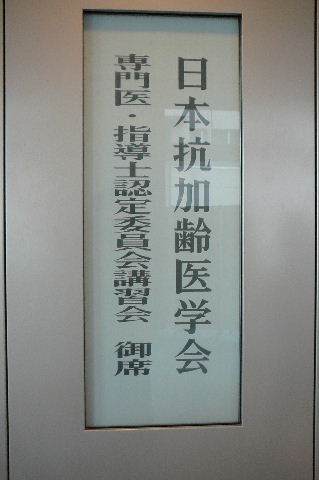 日本抗加齢医学会
専門医・指導士認定委員会講習会 御席